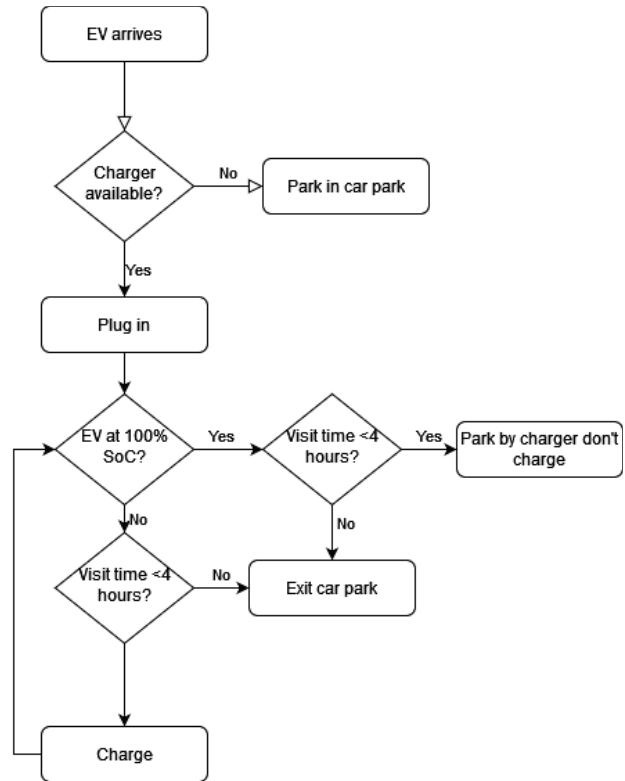 EV arrives
Charger
available?
No
Park in car park
Yes
Plug in
EV at 100%
SoC?
Yes
Visit time <4
hours?
Yes
Park by charger don't
charge
No
No
Visit time <4
hours?
No
Exit car park
Charge